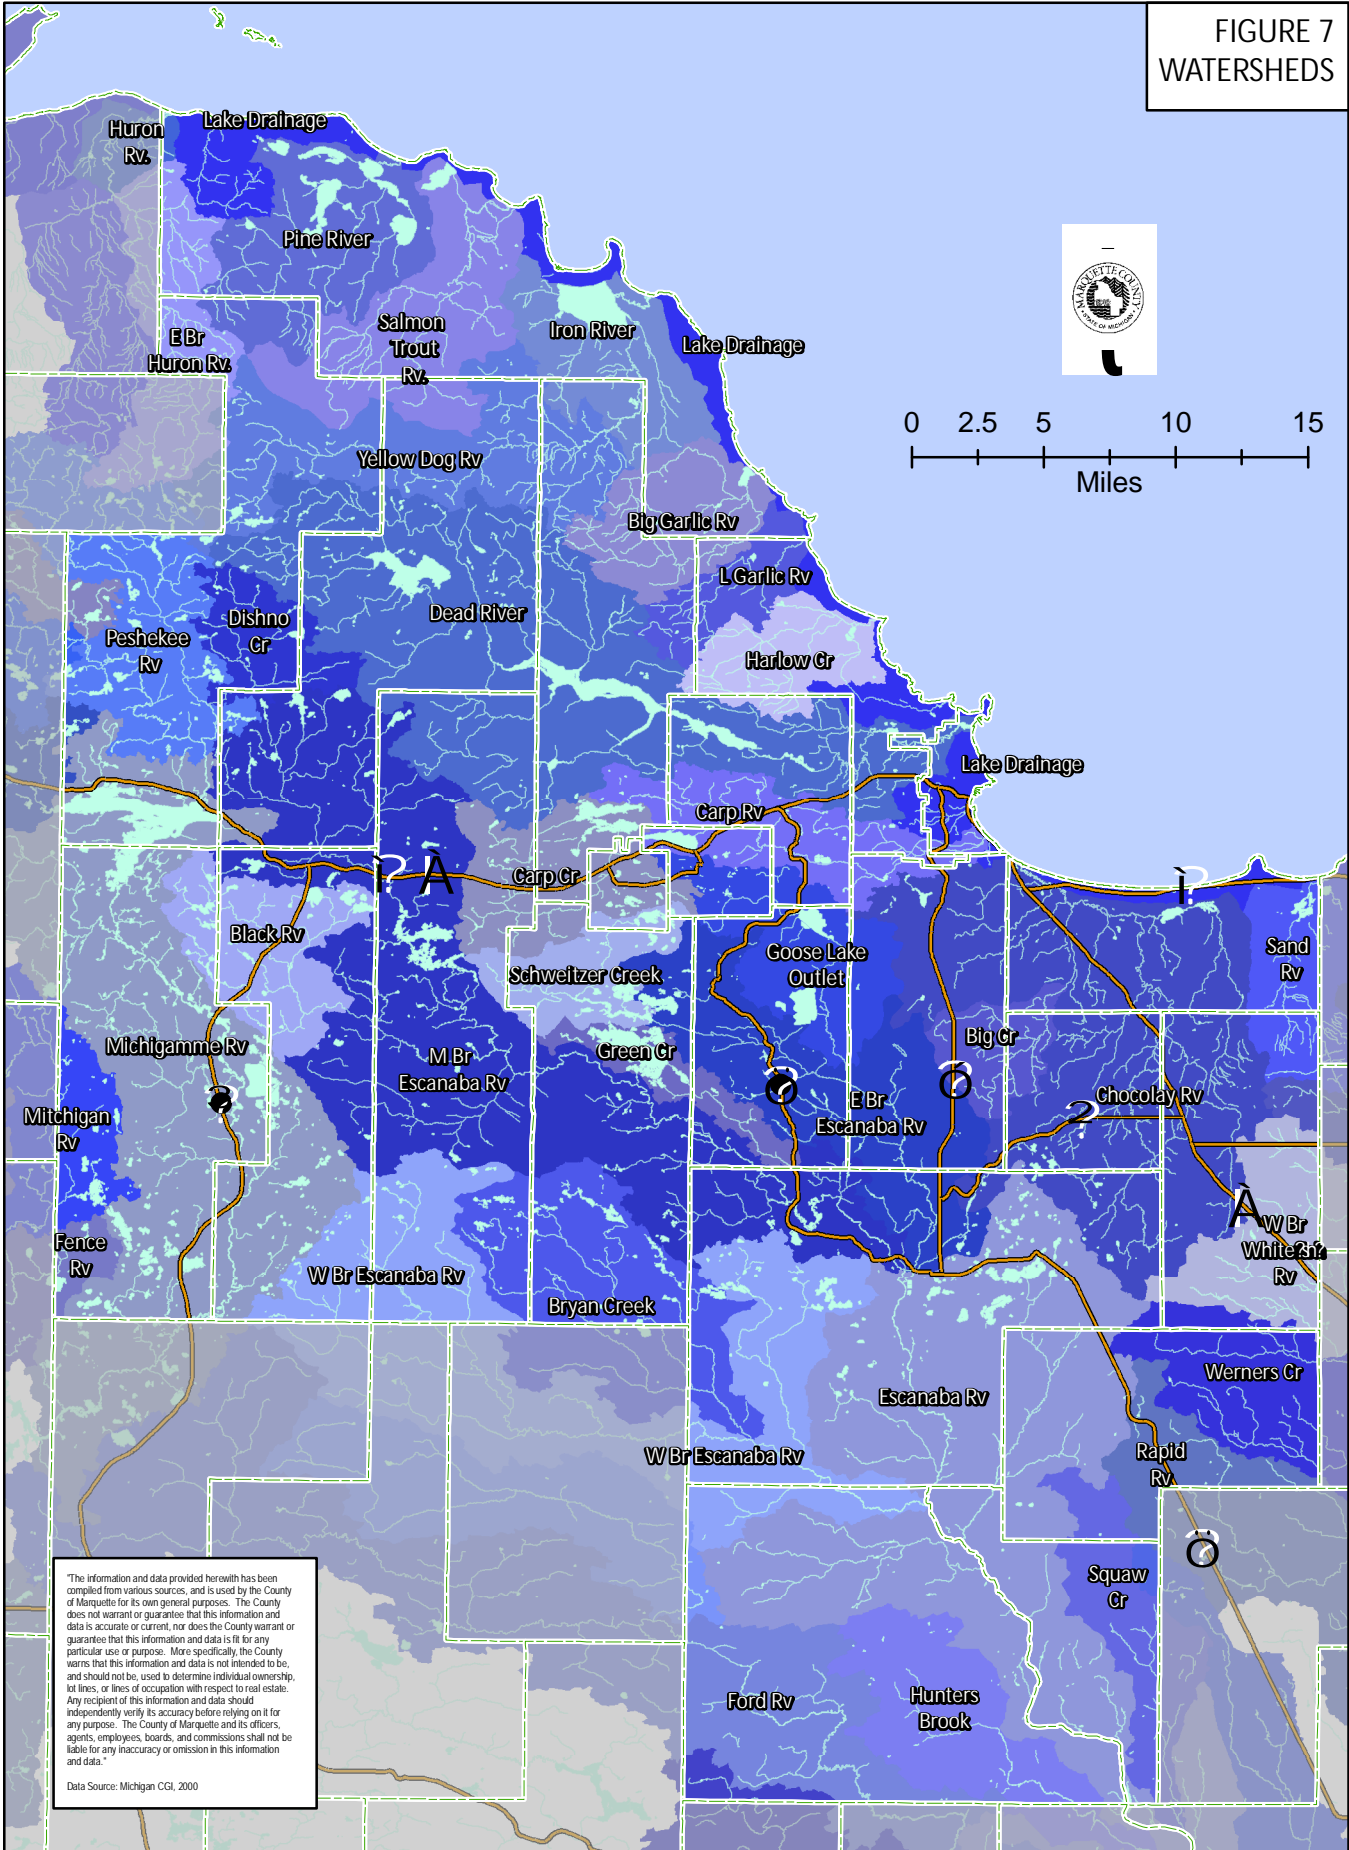 FIGURE 7
WATERSHEDS
Huron
Rv.
Lake Drainage
Pine River
MARQUETTE COUNTY
STATE OF MICHIGAN
E Br
Huron Rv.
Salmon
Trout
Rv.
Iron River
Lake Drainage
0 2.5 5 10 15
Miles
Yellow Dog Rv
Big Garlic Rv
L Garlic Rv
Dead River
Dishno
Cr
Peshekee
Rv
Harlow Cr
Lake Drainage
Carp Rv
Carp Cr
Ì? À
Ì?
Black Rv
Schweitzer Creek
Goose Lake
Outlet
Sand
Rv
Michigamme Rv
M Br
Escanaba Rv
Green Cr
Big Cr
Chocolay Rv
Mitchigan
Rv
E Br
Escanaba Rv
W Br
Rv
Fence
Rv
W Br Escanaba Rv
Bryan Creek
Werners Cr
Escanaba Rv
W Br Escanaba Rv
Rapid
Rv
Squaw
Cr
Ford Rv
Hunters
Brook
"The information and data provided herewith has been
compiled from various sources, and is used by the County
of Marquette for its own general purposes. The County
does not warrant or guarantee that this information and
data is accurate or current, nor does the County warrant or
guarantee that this information and data is fit for any
particular use or purpose. More specifically, the County
warns that this information and data is not intended to be,
and should not be, used to determine individual ownership,
lot lines, or lines of occupation with respect to real estate.
Any recipient of this information and data should
independently verify its accuracy before relying on it for
any purpose. The County of Marquette and its officers,
agents, employees, boards, and commissions shall not be
liable for any inaccuracy or omission in this information
and data."
Data Source: Michigan CGI, 2000